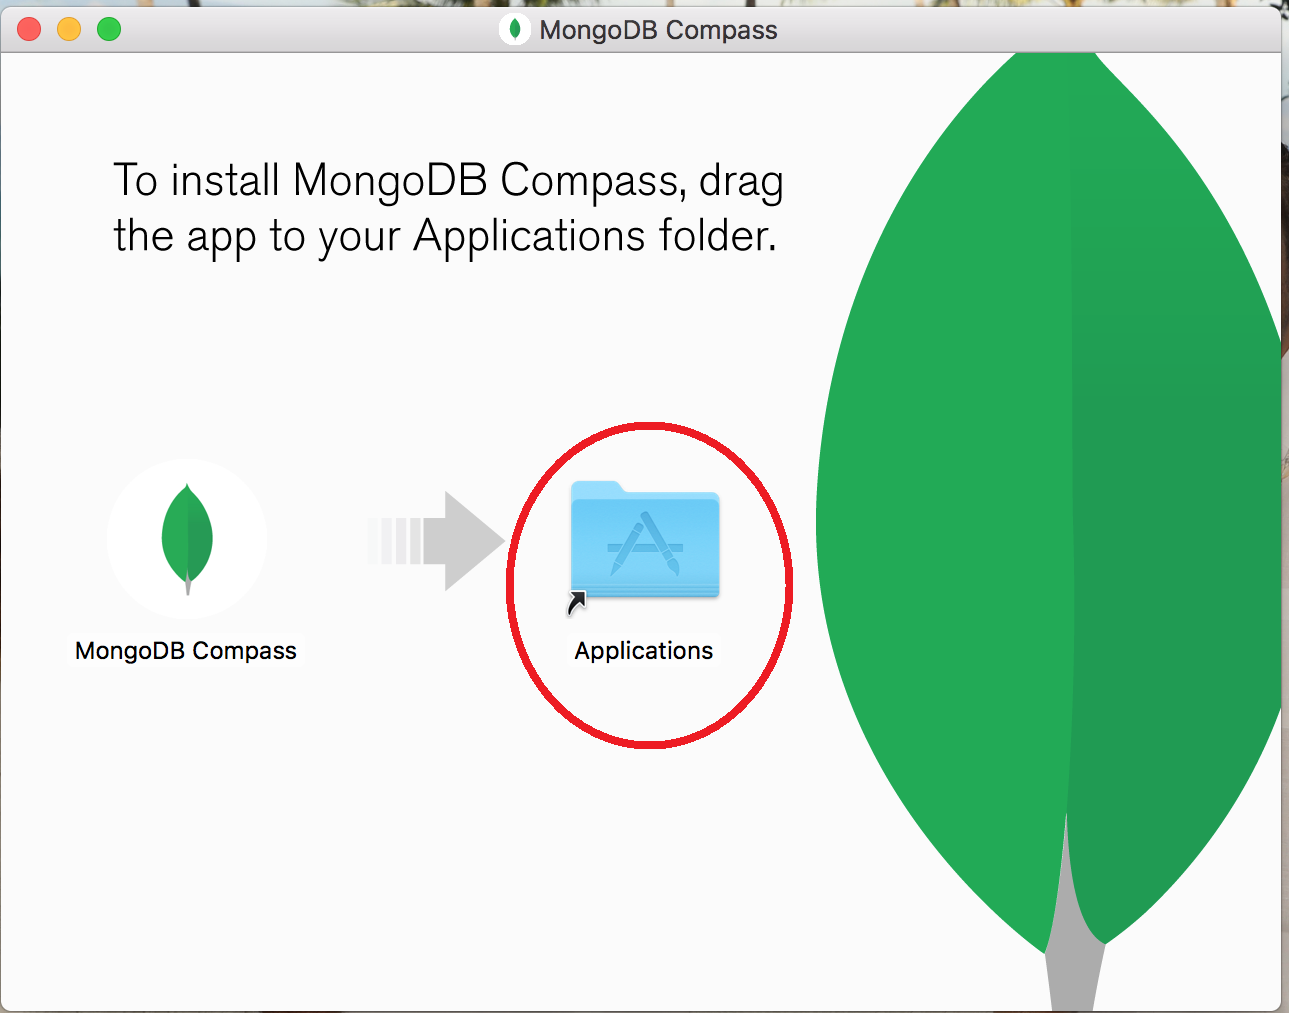 MongoDB Compass
To install MongoDB Compass, drag
the app to your Applications folder.
MongoDB Compass
Applications